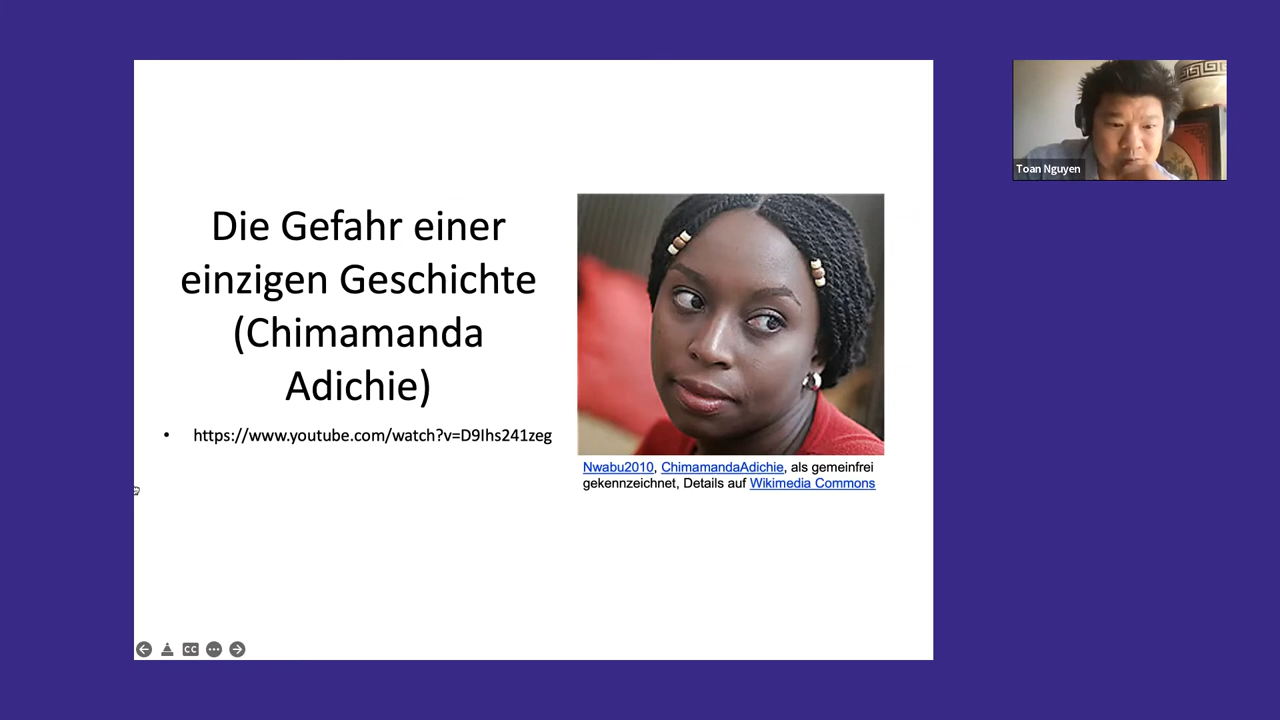 Die Gefahr einer
einzigen Geschichte
(Chimamanda
Adichie)
• https://www.youtube.com/watch?v=D9Ihs241zeg
Nwabu2010, ChimamandaAdichie, als gemeinfrei
gekennzeichnet, Details auf Wikimedia Commons
Toan Nguyen
CC